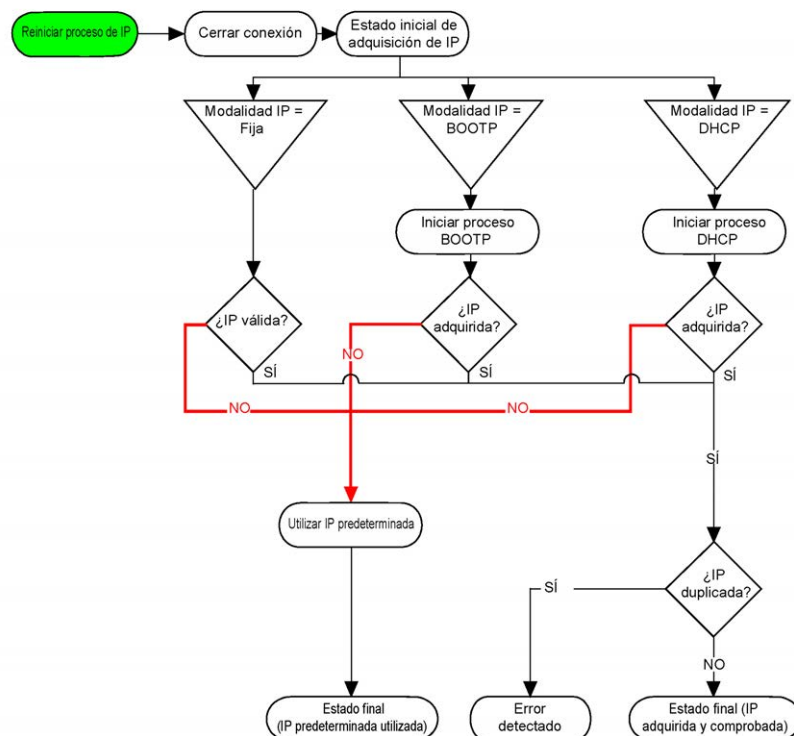 Reiniciar proceso de IP
Cerrar conexión
Estado inicial de
adquisición de IP
Modalidad IP =
Fija
Modalidad IP =
BOOTP
Modalidad IP =
DHCP
Iniciar proceso
BOOTP
Iniciar proceso
DHCP
¿IP válida?
¿IP
adquirida?
¿IP
adquirida?
NO
SÍ
SÍ
SÍ
NO
NO
SÍ
Utilizar IP predeterminada
¿IP
duplicada?
SÍ
NO
Estado final
(IP predeterminada utilizada)
Error
detectado
Estado final (IP
adquirida y comprobada)